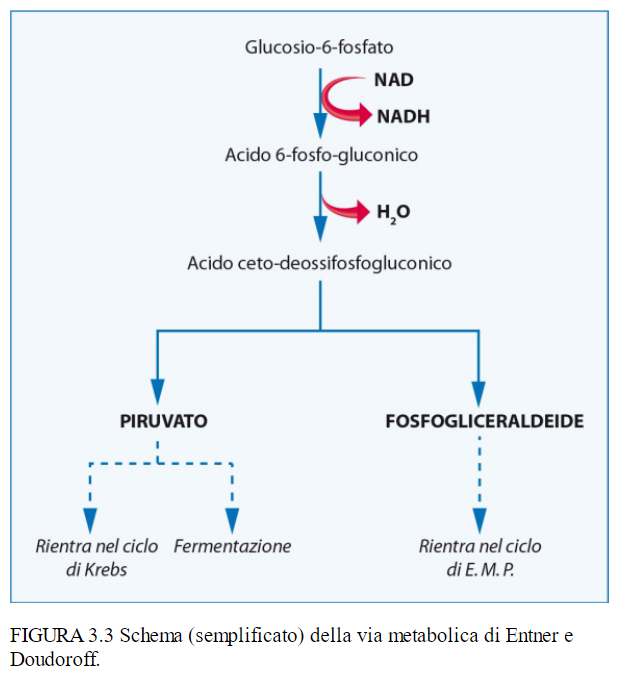 Glucosio-6-fosfato
NAD
NADH
Acido 6-fosfo-gluconico
H₂O
Acido ceto-deossifosfogluconico
PIRUVATO
FOSFOGLICERALDEIDE
Rientra nel ciclo
di Krebs
Fermentazione
Rientra nel ciclo
di E. M. P.
FIGURA 3.3 Schema (semplificato) della via metabolica di Entner e
Doudoroff.